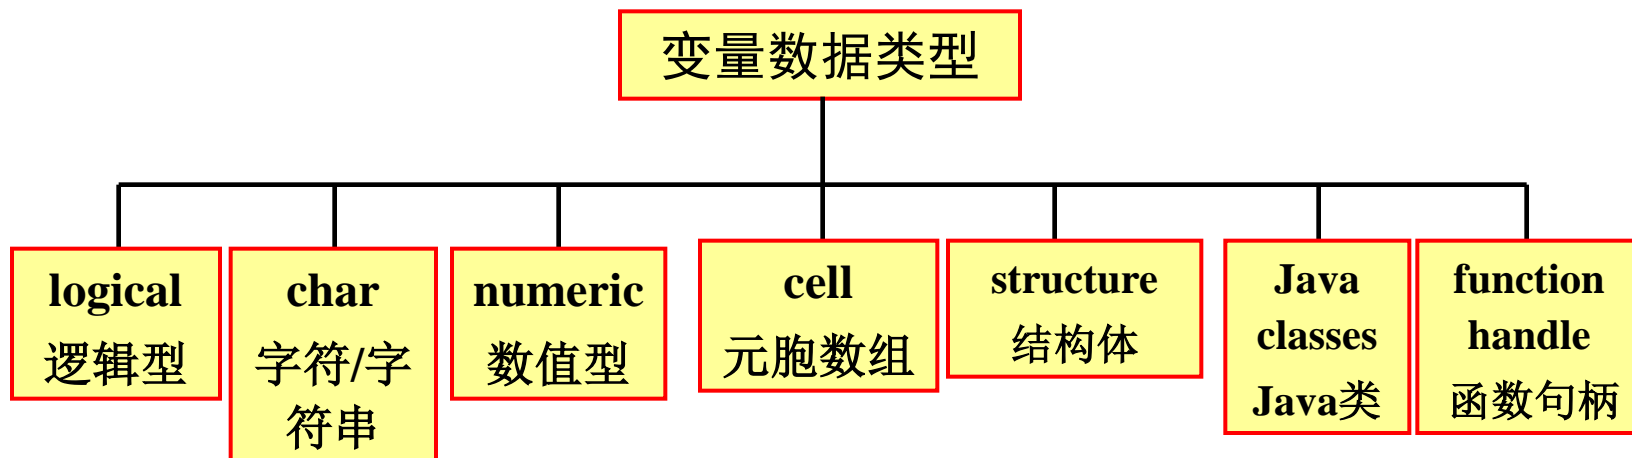 变量数据类型
logical
逻辑型
char
字符/字
符串
numeric
数值型
cell
元胞数组
structure
结构体
Java
classes
Java类
function
handle
函数句柄